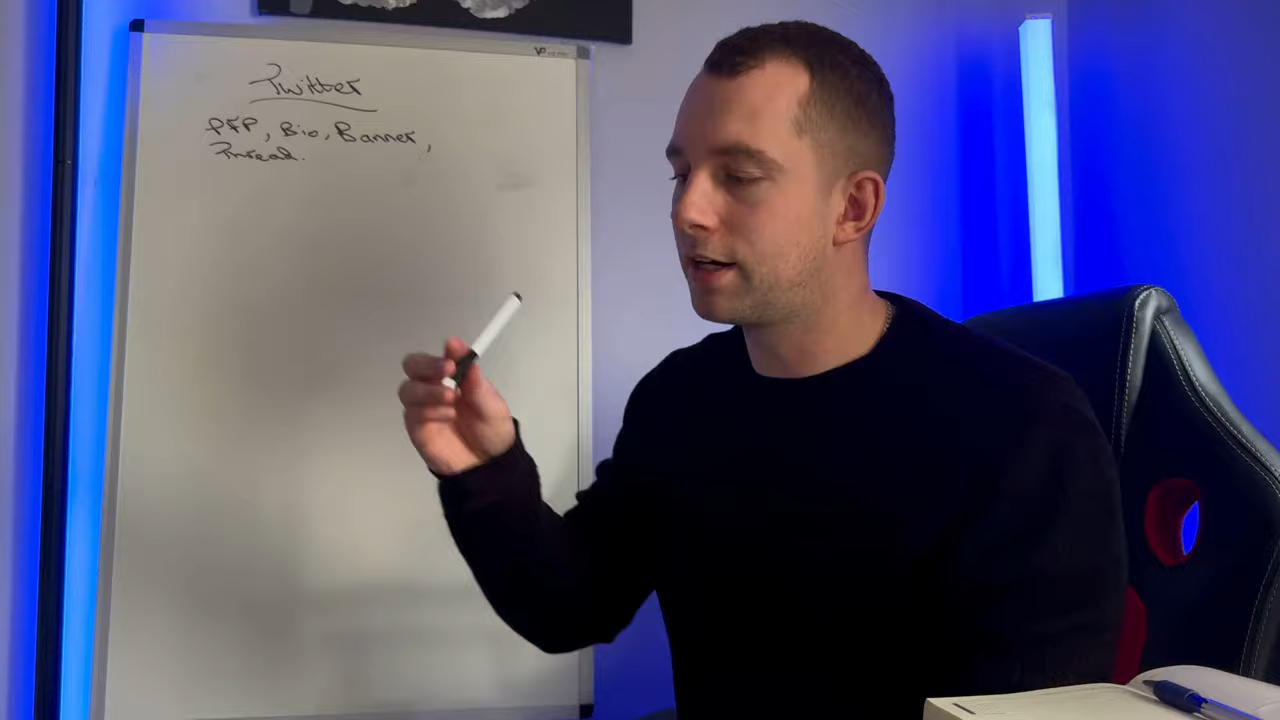 Twitter
PFP, Bio, Banner,
Thread.